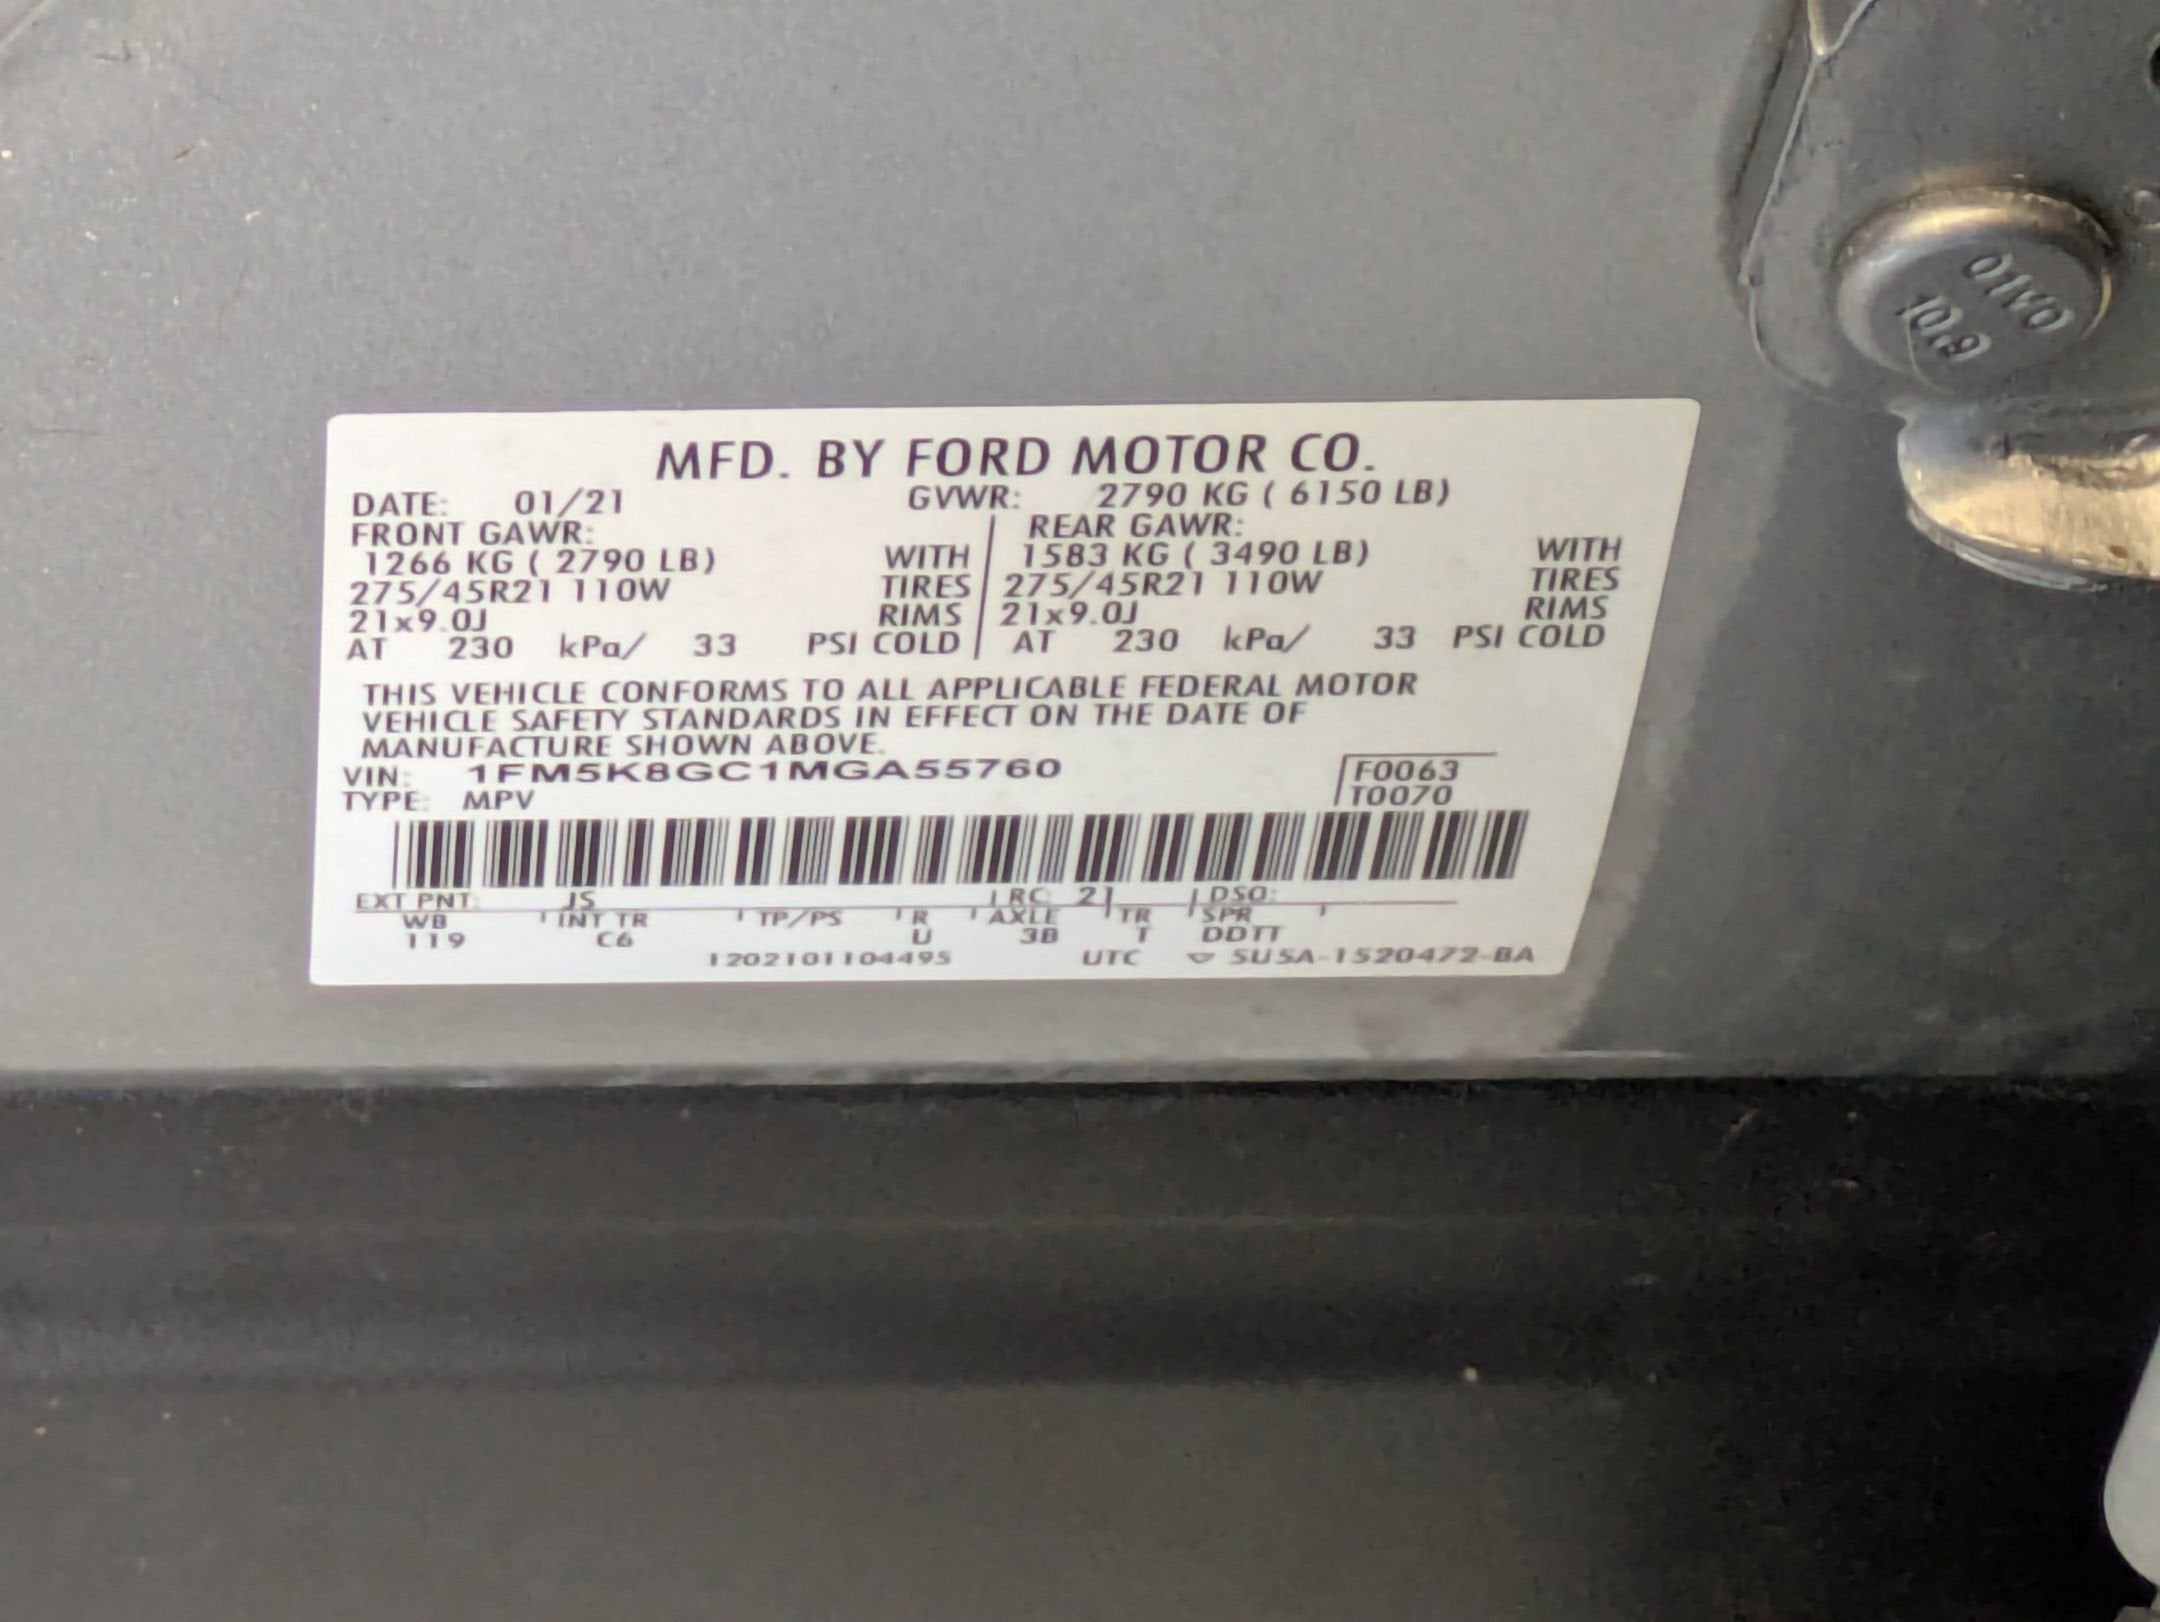 MFD. BY FORD MOTOR CO.
DATE: 01/21 GVWR: 2790 KG ( 6150 LB)
FRONT GAWR: REAR GAWR:
1266 KG ( 2790 LB) WITH 1583 KG ( 3490 LB) WITH
275/45R21 110W TIRES 275/45R21 110W TIRES
21x9.0J RIMS 21x9.0J RIMS
AT 230 kPa/ 33 PSI COLD AT 230 kPa/ 33 PSI COLD
THIS VEHICLE CONFORMS TO ALL APPLICABLE FEDERAL MOTOR
VEHICLE SAFETY STANDARDS IN EFFECT ON THE DATE OF
MANUFACTURE SHOWN ABOVE.
VIN: 1FM5K8GC1MGA55760 F0063
TYPE: MPV T0070
EXT PNT: JS RC: 21 DSO:
WB INT TR TP/PS R AXLE TR SPR
119 C6 U 3B T DDTT
1202101104495 UTC SU5A-1520472-BA
10.9